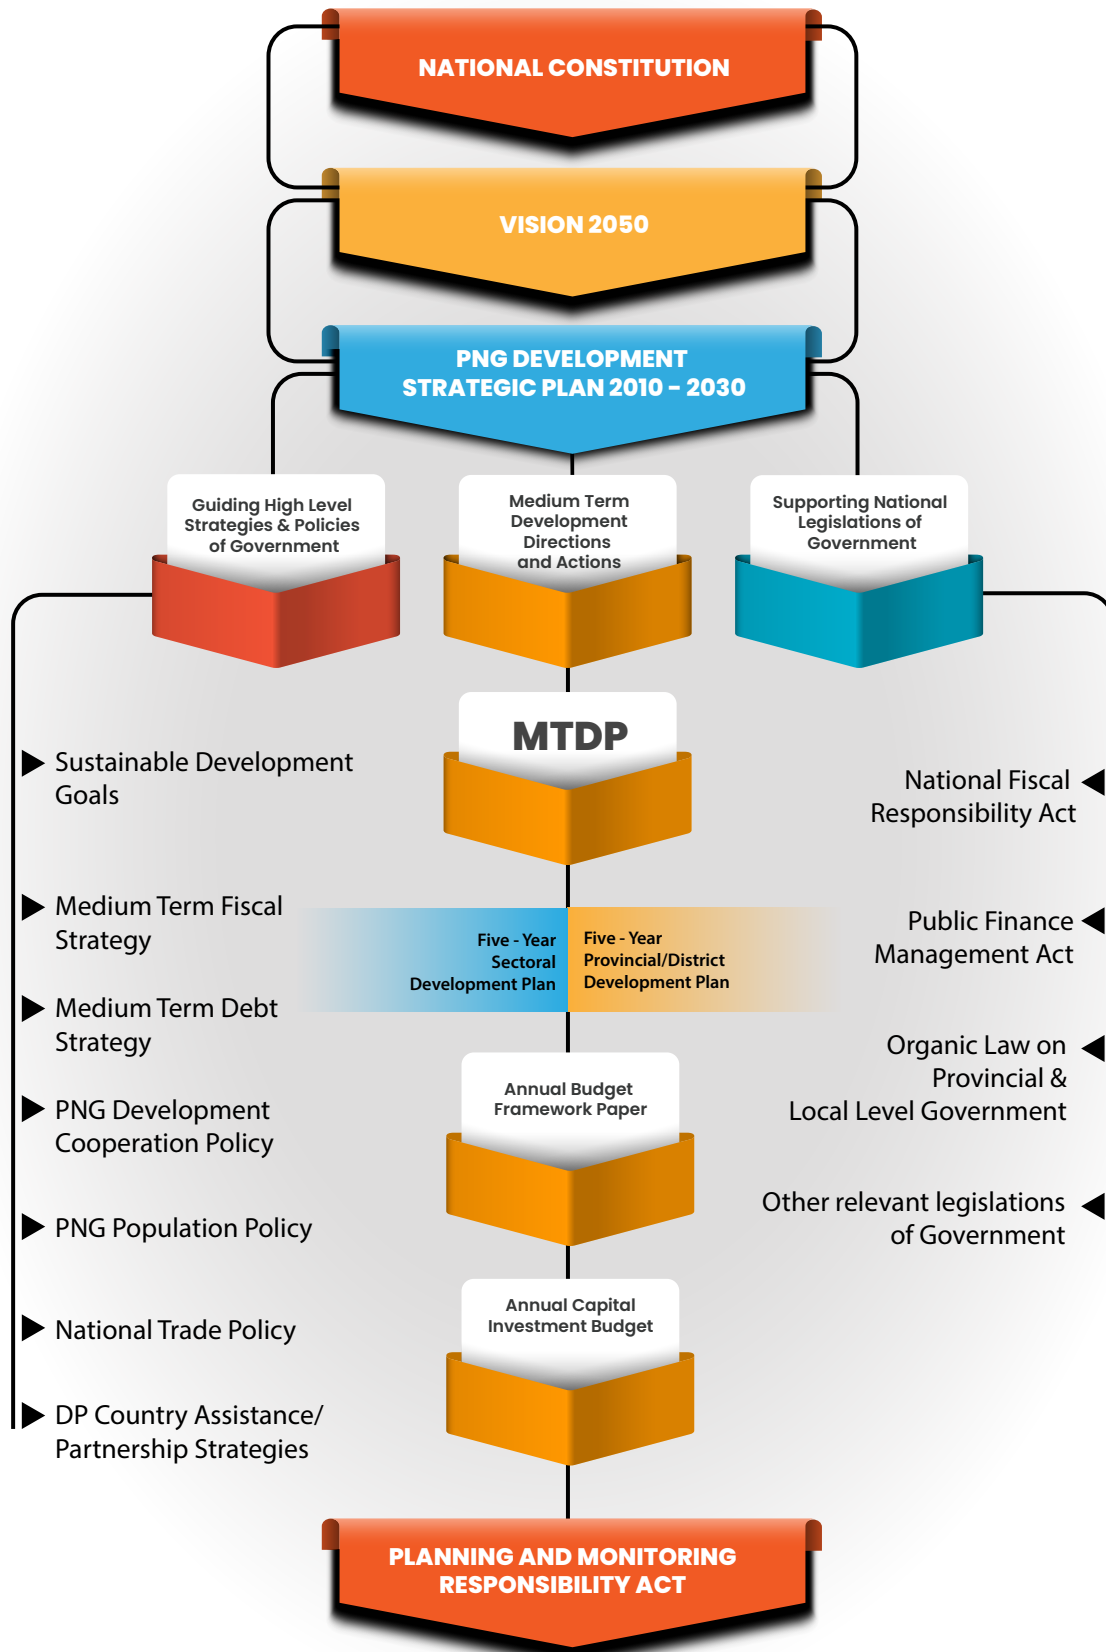 NATIONAL CONSTITUTION
VISION 2050
PNG DEVELOPMENT
STRATEGIC PLAN 2010 – 2030
Guiding High Level
Strategies & Policies
of Government
Medium Term
Development
Directions
and Actions
Supporting National
Legislations of
Government
MTDP
Sustainable Development
Goals
Medium Term Fiscal
Strategy
Medium Term Debt
Strategy
PNG Development
Cooperation Policy
PNG Population Policy
National Trade Policy
DP Country Assistance/
Partnership Strategies
Five - Year
Sectoral
Development Plan
Five - Year
Provincial/District
Development Plan
National Fiscal
Responsibility Act
Public Finance
Management Act
Organic Law on
Provincial &
Local Level Government
Other relevant legislations
of Government
Annual Budget
Framework Paper
Annual Capital
Investment Budget
PLANNING AND MONITORING
RESPONSIBILITY ACT